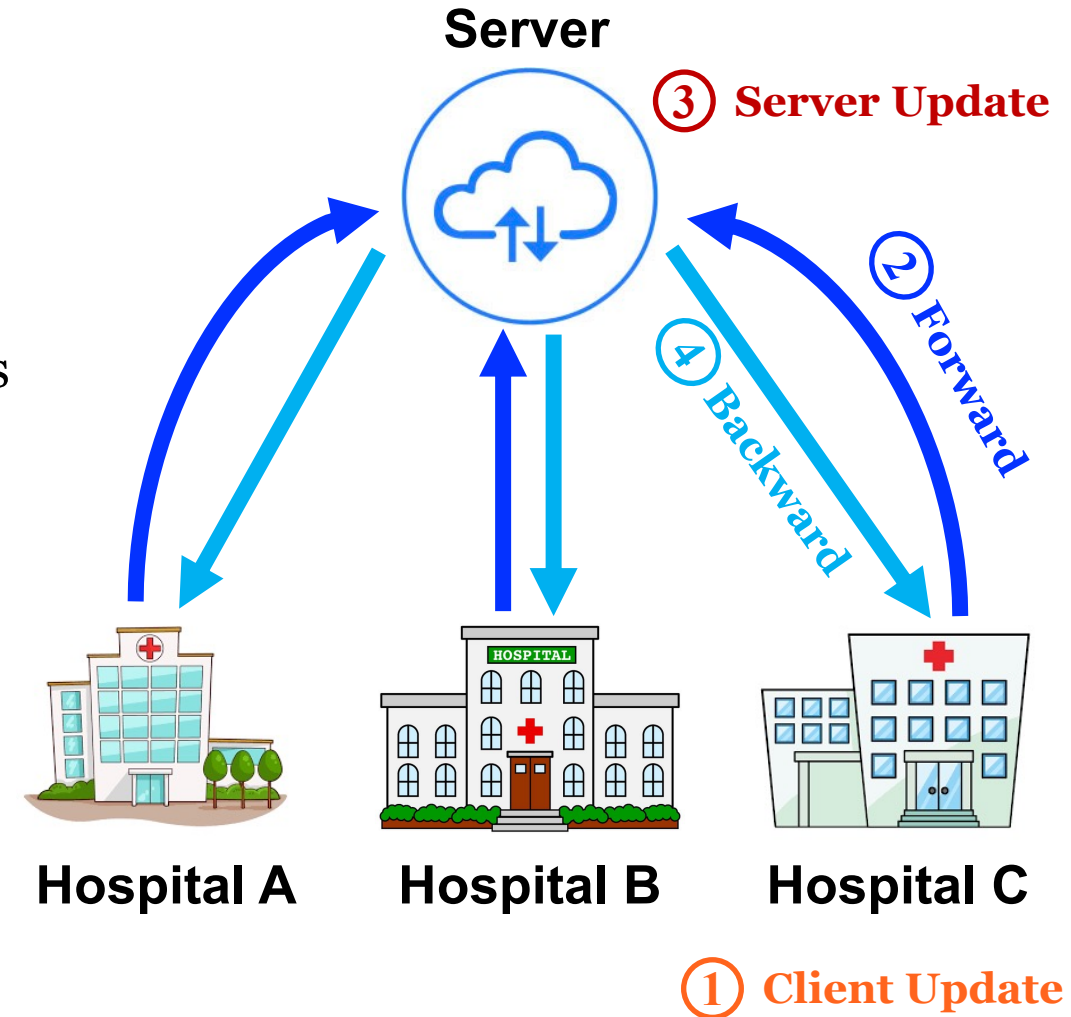 Server
③ Server Update
② Forward
s
④ Backward
HOSPITAL
Hospital A
Hospital B
Hospital C
① Client Update